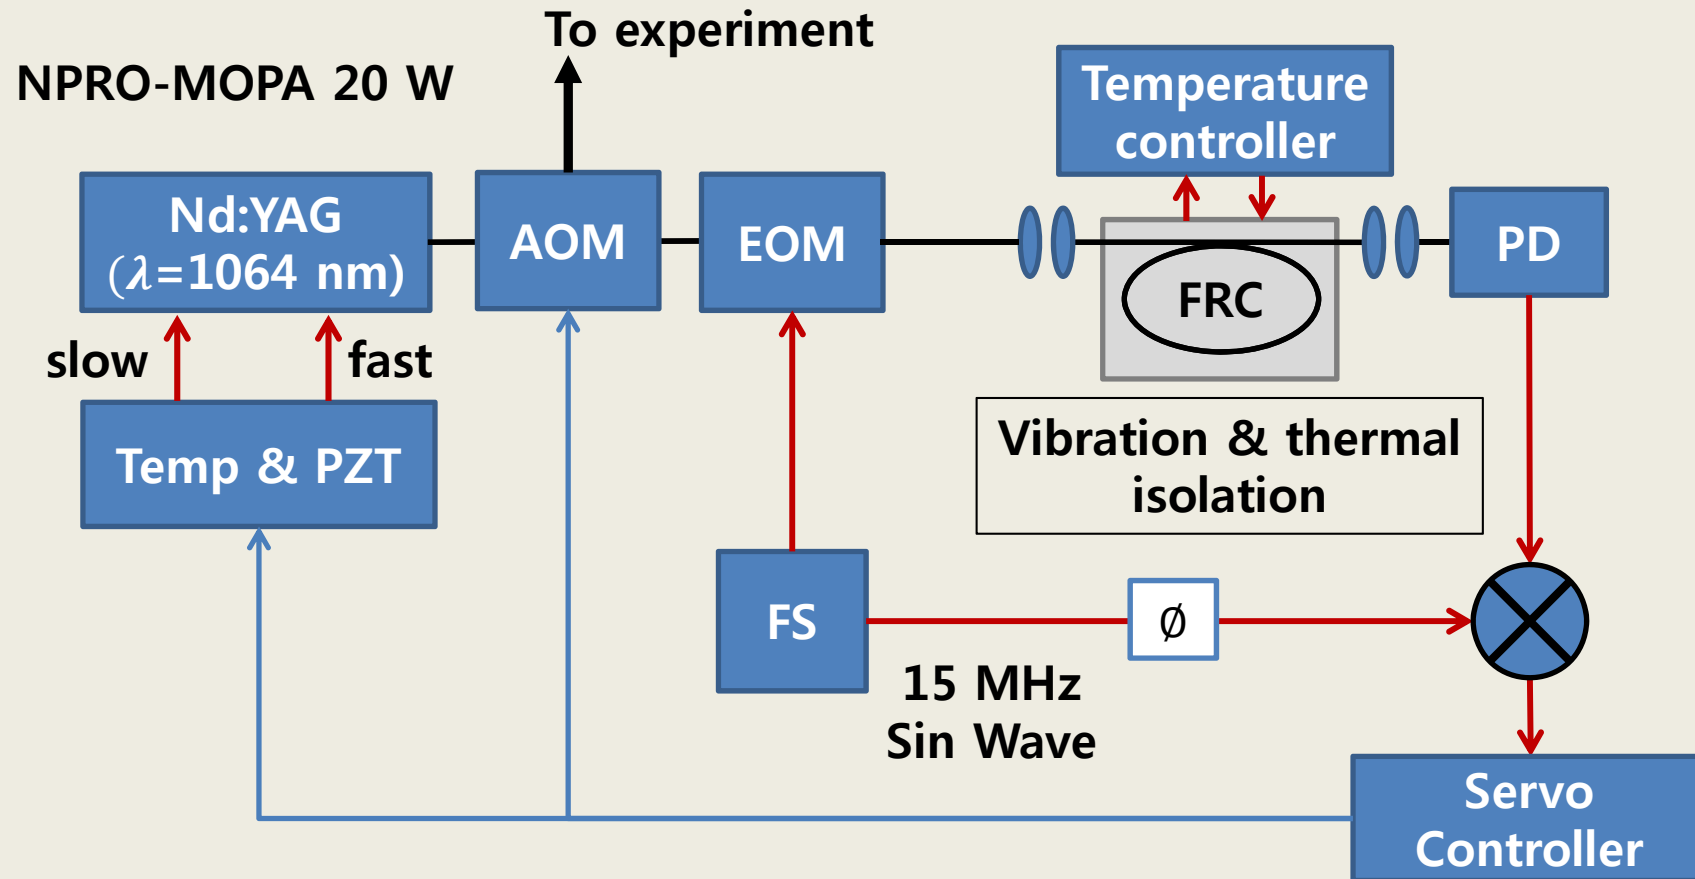 To experiment
NPRO-MOPA 20 W
Temperature
controller
Nd:YAG
(λ=1064 nm)
AOM
EOM
PD
FRC
slow
fast
Temp & PZT
Vibration & thermal
isolation
FS
∅
15 MHz
Sin Wave
Servo
Controller